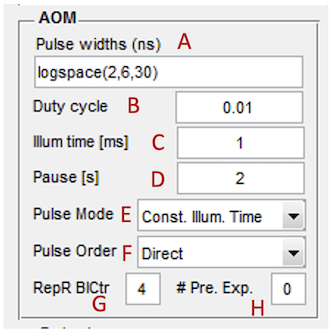 AOM
Pulse widths (ns) A
logspace(2,6,30)
Duty cycle B 0.01
Illum time [ms] C 1
Pause [s] D 2
Pulse Mode E Const. Illum. Time
Pulse Order F Direct
RepR BlCtr 4 # Pre. Exp. 0
G H